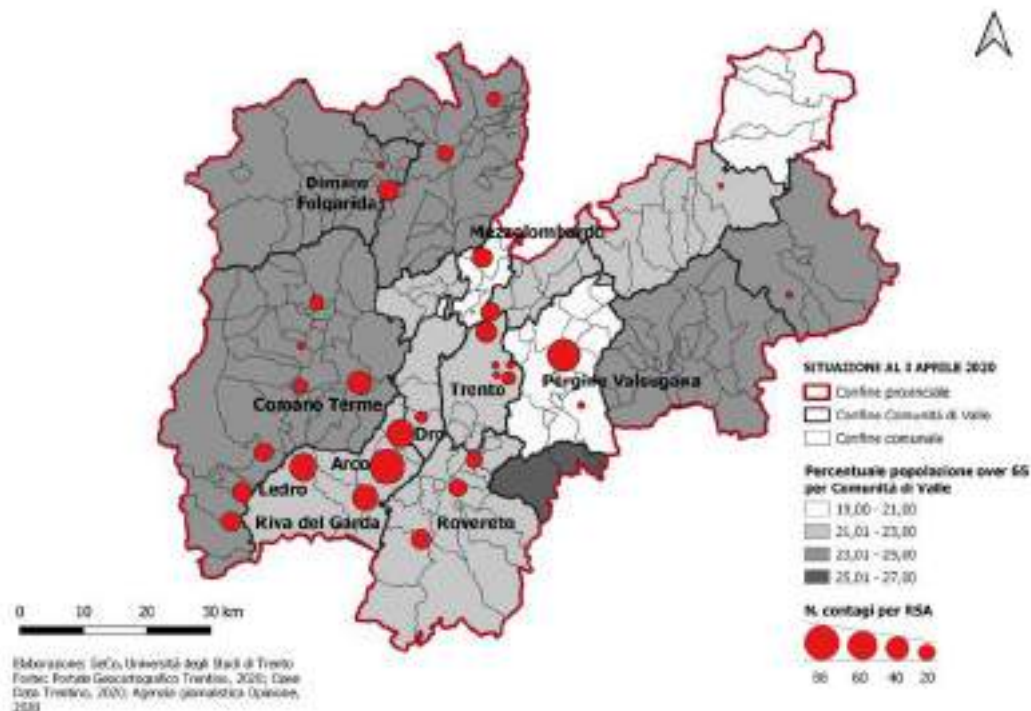 Dimaro
Folgarida
Mezzolombardo
Trento
Pergine Valsugana
Comano Terme
Dro
Arco
Ledro
Riva del Garda
Rovereto
SITUAZIONE AL 3 APRILE 2020
Confine provinciale
Confine Comunità di Valle
Confine comunale
Percentuale popolazione over 65
per Comunità di Valle
19,00 - 21,00
21,01 - 23,00
23,01 - 25,00
25,01 - 27,00
N. contagi per RSA
60 40 20
0 10 20 30 km
Elaborazione: GeCo, Università degli Studi di Trento
Fonte: Portale Geocartografico Trentino, 2020; Open
Data Trentino, 2020; Agenzia giornalistica Opinione,
2020